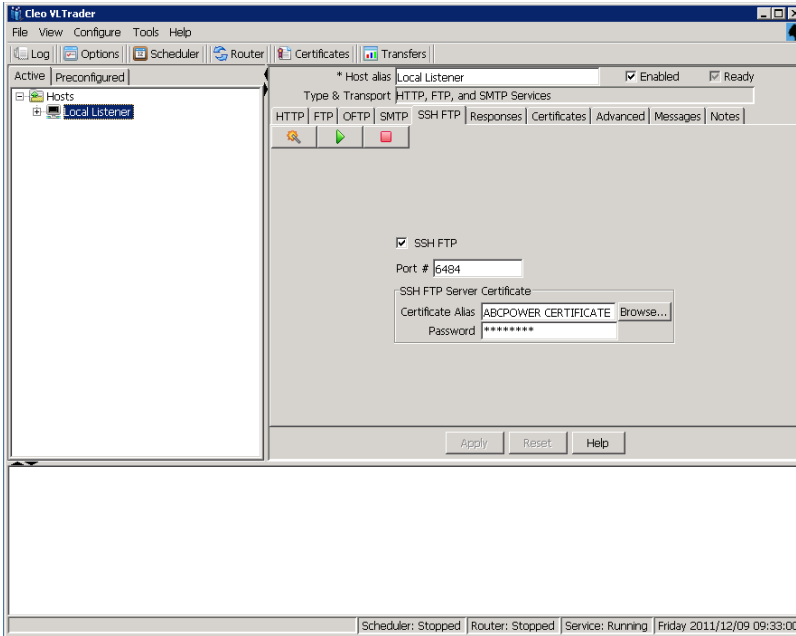 Cleo VLTrader
File View Configure Tools Help
Log Options Scheduler Router Certificates Transfers
Active Preconfigured
Hosts
Local Listener
* Host alias Local Listener Enabled Ready
Type & Transport HTTP, FTP, and SMTP Services
HTTP FTP OFTP SMTP SSH FTP Responses Certificates Advanced Messages Notes
SSH FTP
Port # 6484
SSH FTP Server Certificate
Certificate Alias ABCPOWER CERTIFICATE Browse...
Password ********
Apply Reset Help
Scheduler: Stopped Router: Stopped Service: Running Friday 2011/12/09 09:33:00